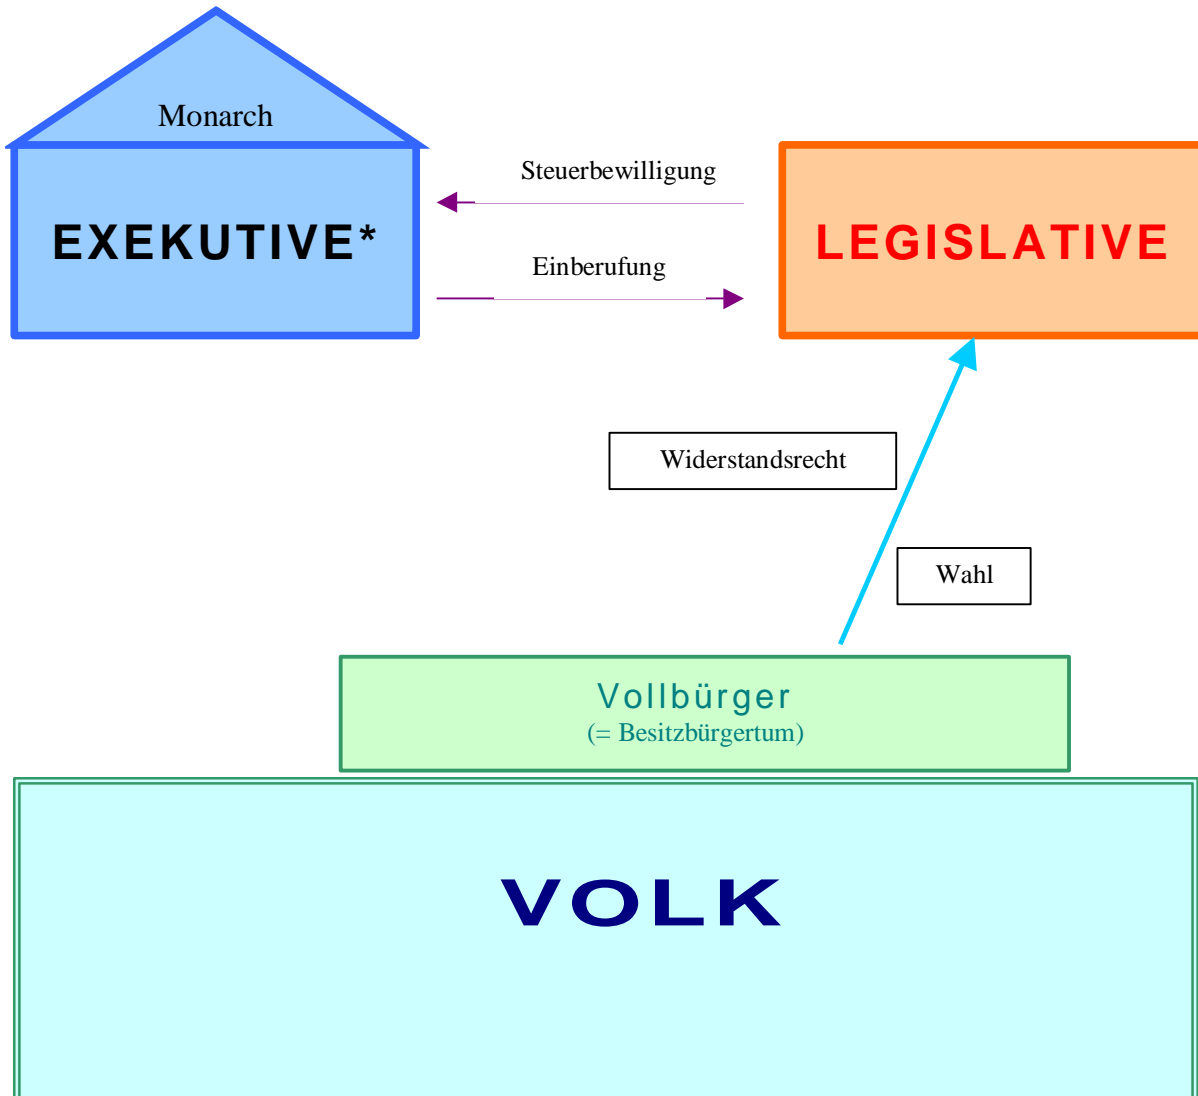 Monarch
Steuerbewilligung
EXEKUTIVE*
LEGISLATIVE
Einberufung
Widerstandsrecht
Wahl
Vollbürger
(= Besitzbürgertum)
VOLK